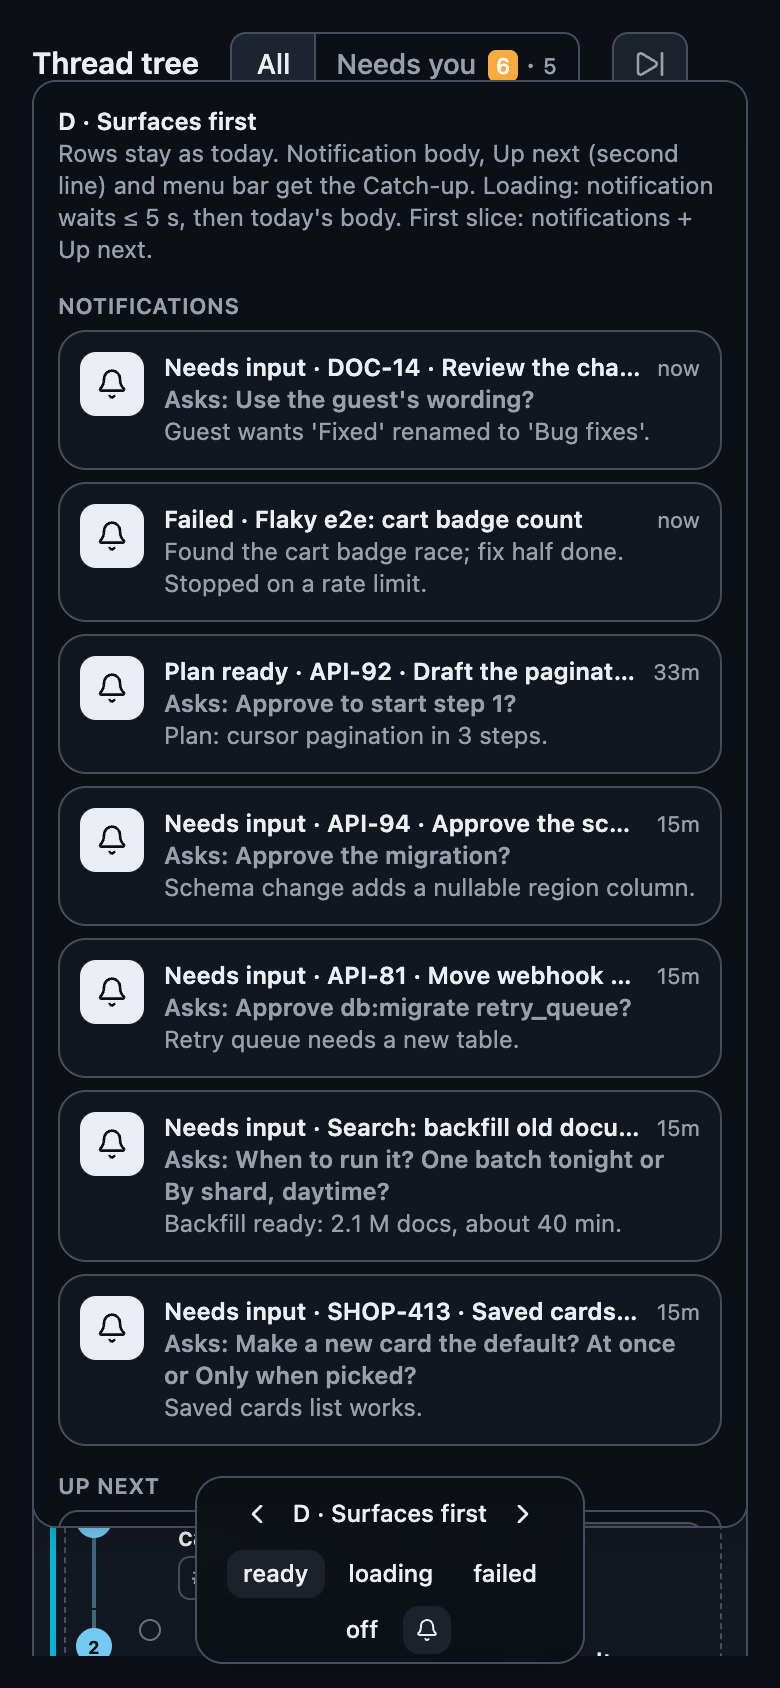 Thread tree
All
Needs you 6 · 5
D · Surfaces first
Rows stay as today. Notification body, Up next (second
line) and menu bar get the Catch-up. Loading: notification
waits ≤ 5 s, then today's body. First slice: notifications +
Up next.
NOTIFICATIONS
Needs input · DOC-14 · Review the cha... now
Asks: Use the guest's wording?
Guest wants 'Fixed' renamed to 'Bug fixes'.
Failed · Flaky e2e: cart badge count now
Found the cart badge race; fix half done.
Stopped on a rate limit.
Plan ready · API-92 · Draft the paginat... 33m
Asks: Approve to start step 1?
Plan: cursor pagination in 3 steps.
Needs input · API-94 · Approve the sc... 15m
Asks: Approve the migration?
Schema change adds a nullable region column.
Needs input · API-81 · Move webhook ... 15m
Asks: Approve db:migrate retry_queue?
Retry queue needs a new table.
Needs input · Search: backfill old docu... 15m
Asks: When to run it? One batch tonight or
By shard, daytime?
Backfill ready: 2.1 M docs, about 40 min.
Needs input · SHOP-413 · Saved cards... 15m
Asks: Make a new card the default? At once
or Only when picked?
Saved cards list works.
UP NEXT
D · Surfaces first
ready
loading
failed
off
2